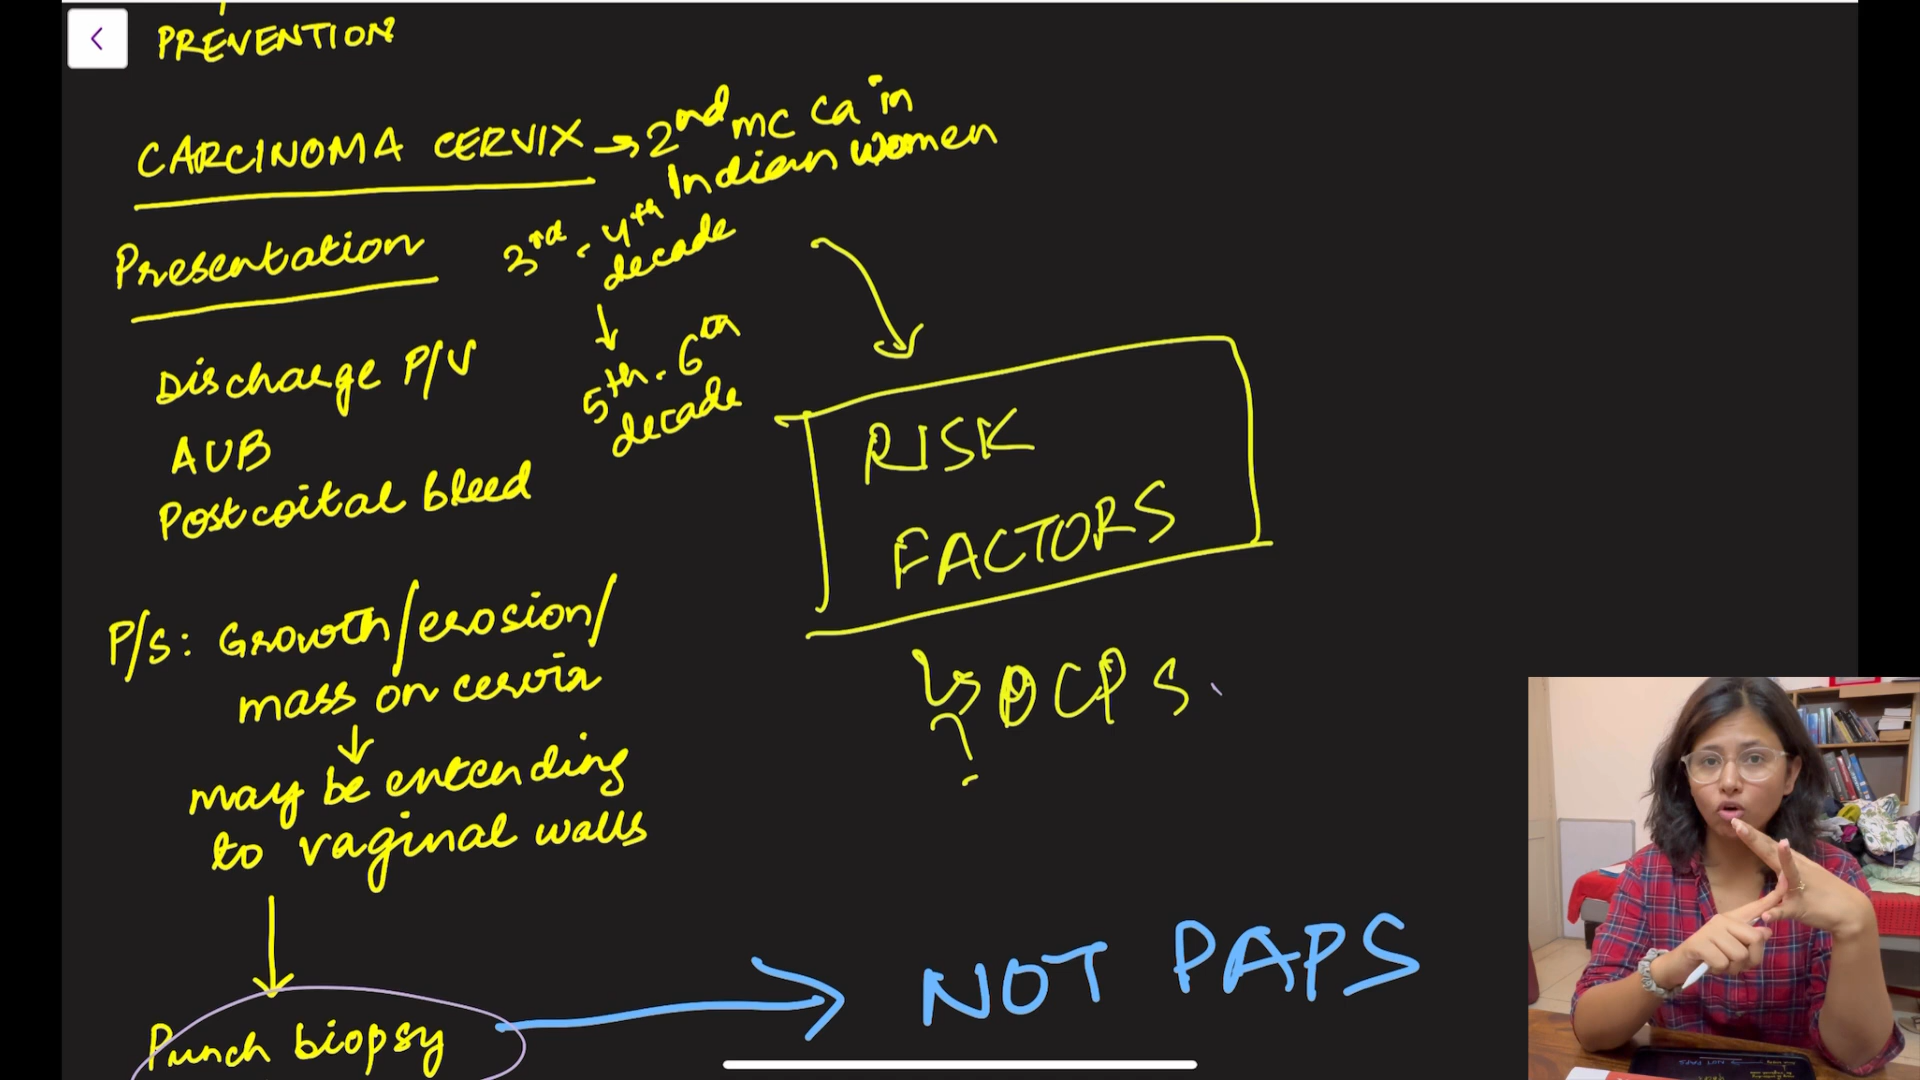 PREVENTION
CARCINOMA CERVIX → 2nd mc ca in
Indian women
Presentation
3rd - 4th
decade
↓
5th - 6th
decade
Discharge P/V
AUB
Postcoital bleed
RISK
FACTORS
↳ OCPS
?
P/S: Growth/erosion/
mass on cervix
↓
may be extending
to vaginal walls
↓
Punch biopsy → NOT PAPS